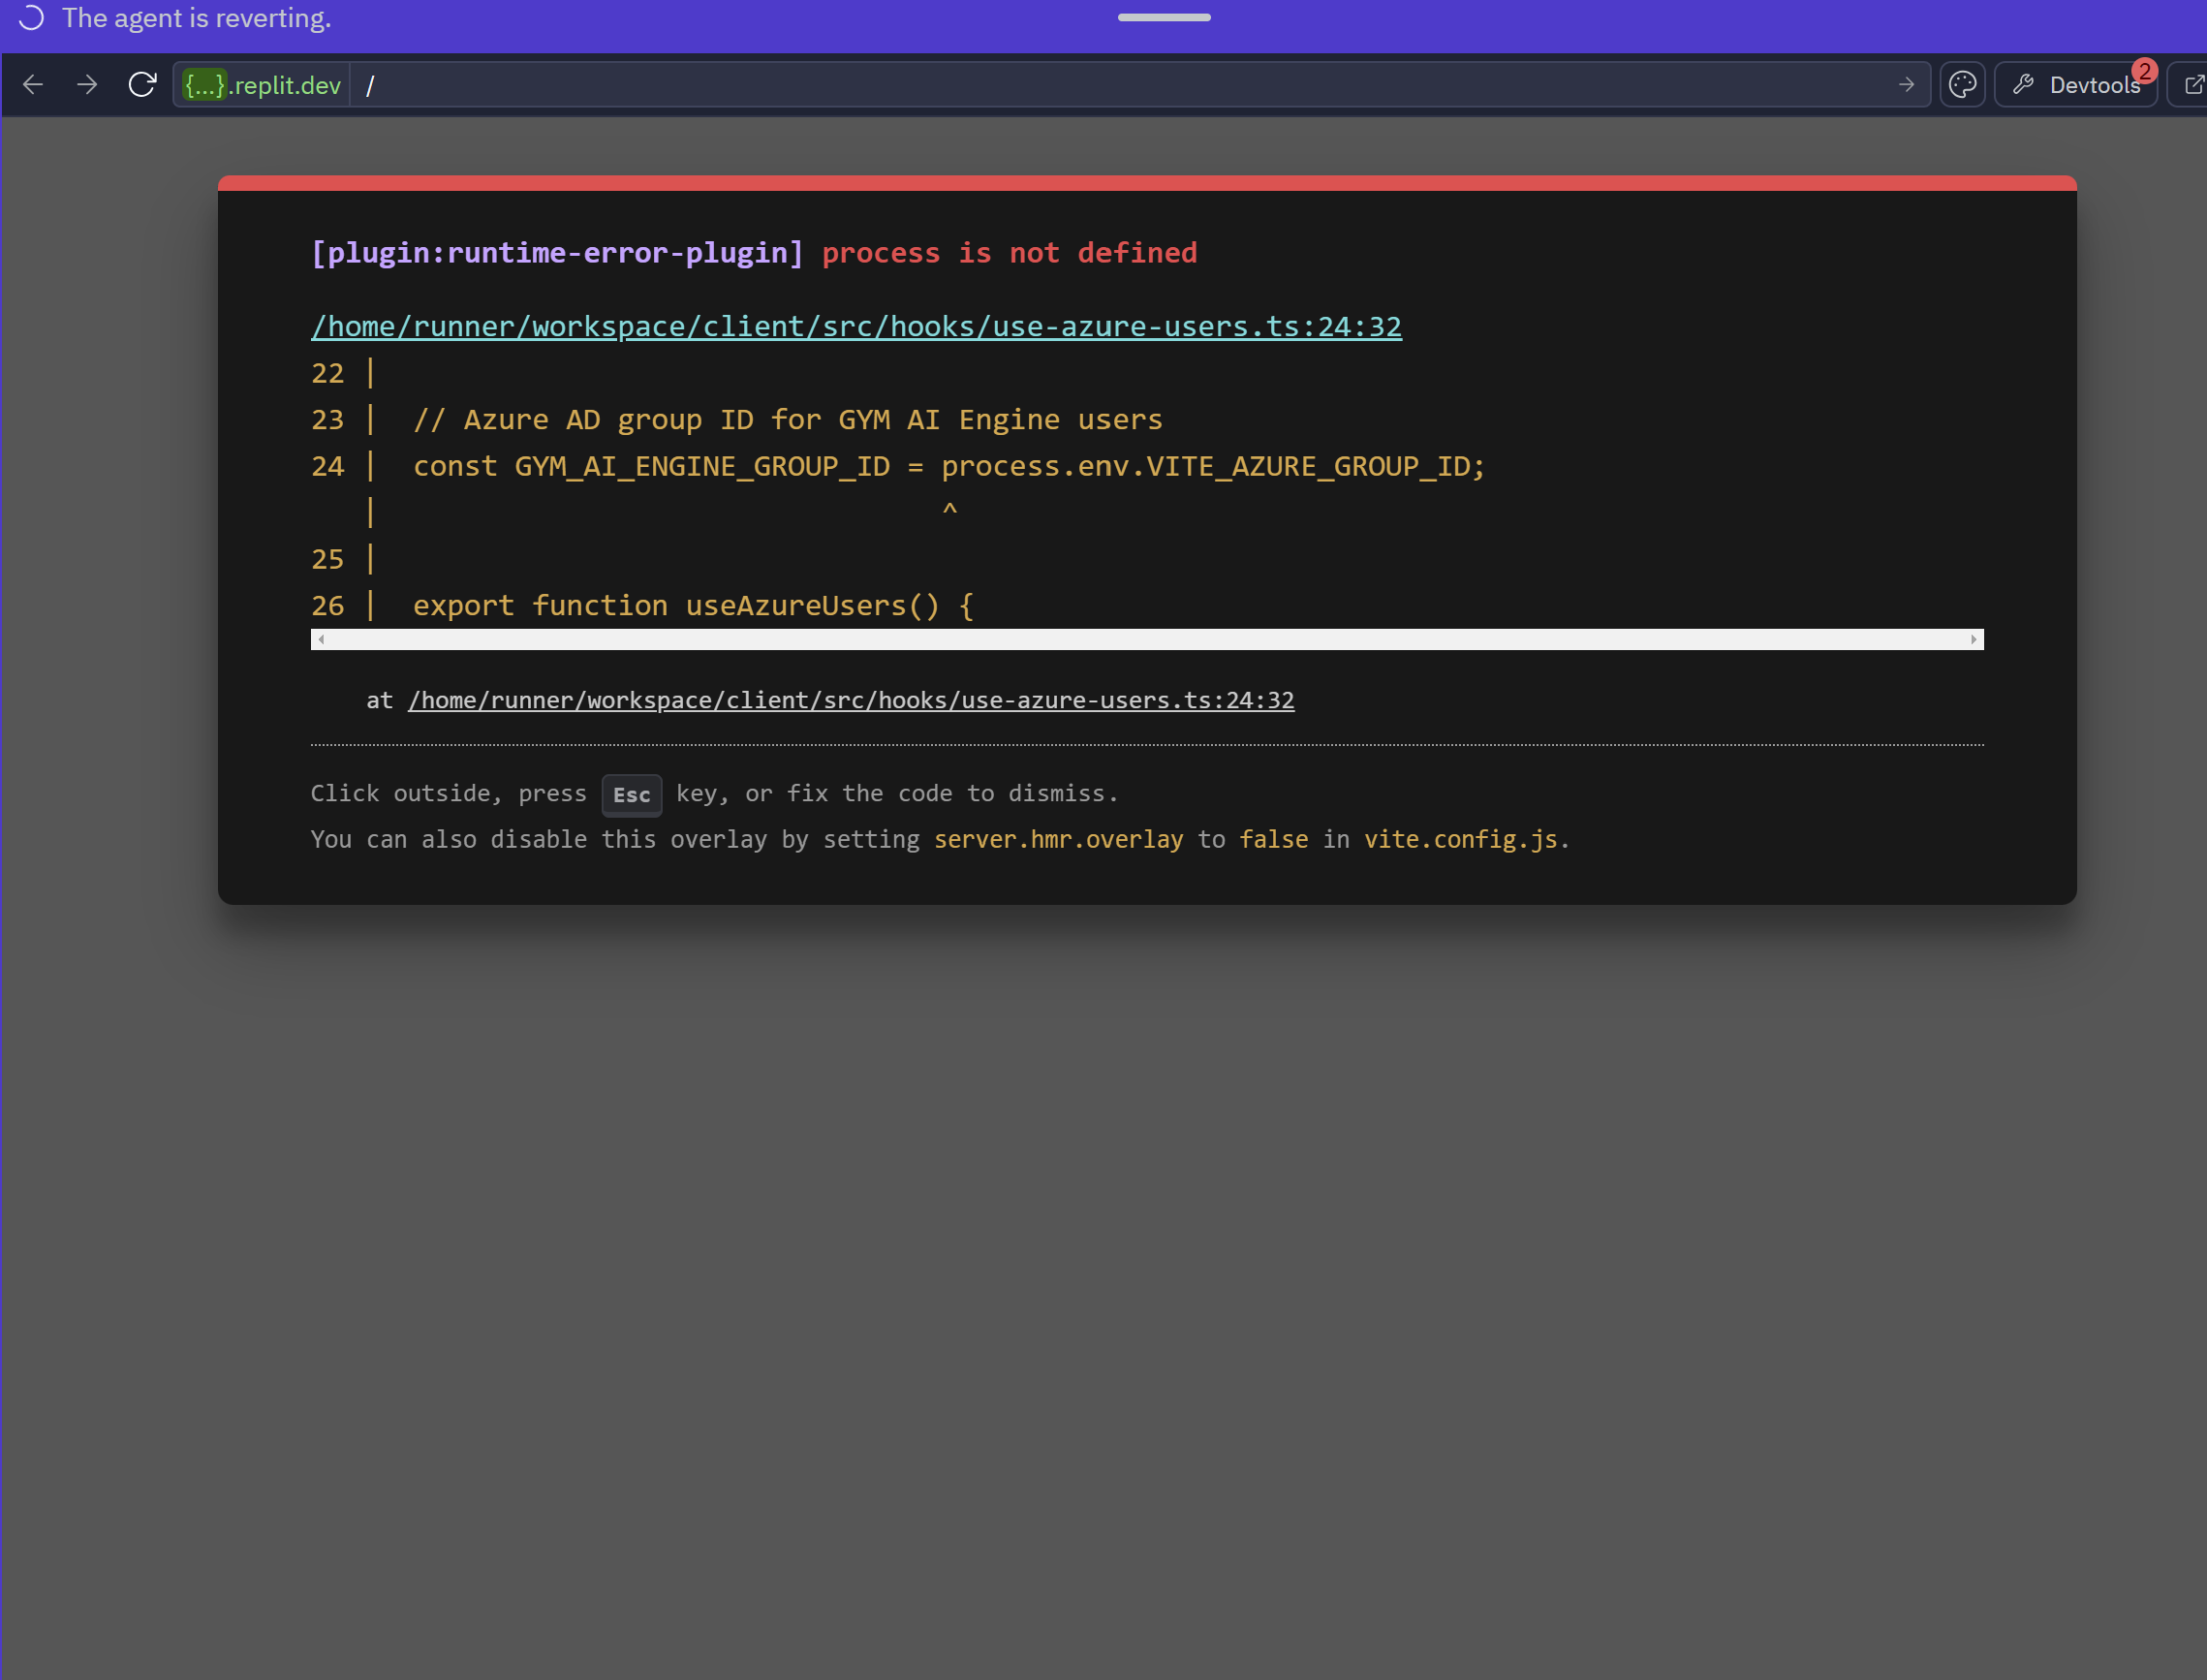 The agent is reverting.
{...}.replit.dev / Devtools 2
[plugin:runtime-error-plugin] process is not defined
/home/runner/workspace/client/src/hooks/use-azure-users.ts:24:32
22 |
23 | // Azure AD group ID for GYM AI Engine users
24 | const GYM_AI_ENGINE_GROUP_ID = process.env.VITE_AZURE_GROUP_ID;
| ^
25 |
26 | export function useAzureUsers() {
at /home/runner/workspace/client/src/hooks/use-azure-users.ts:24:32
Click outside, press Esc key, or fix the code to dismiss.
You can also disable this overlay by setting server.hmr.overlay to false in vite.config.js.